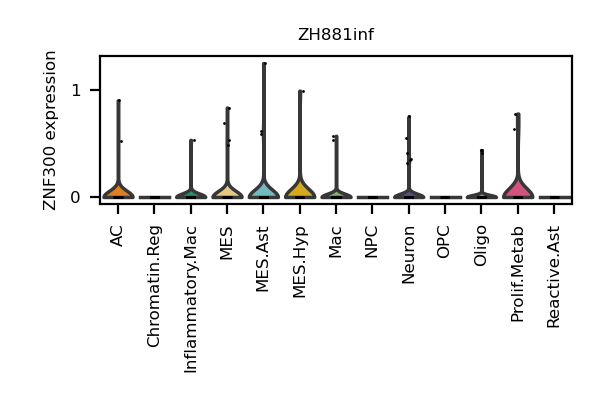 ZH881inf
ZNF300 expression
1
0
AC
Chromatin.Reg
Inflammatory.Mac
MES
MES.Ast
MES.Hyp
Mac
NPC
Neuron
OPC
Oligo
Prolif.Metab
Reactive.Ast